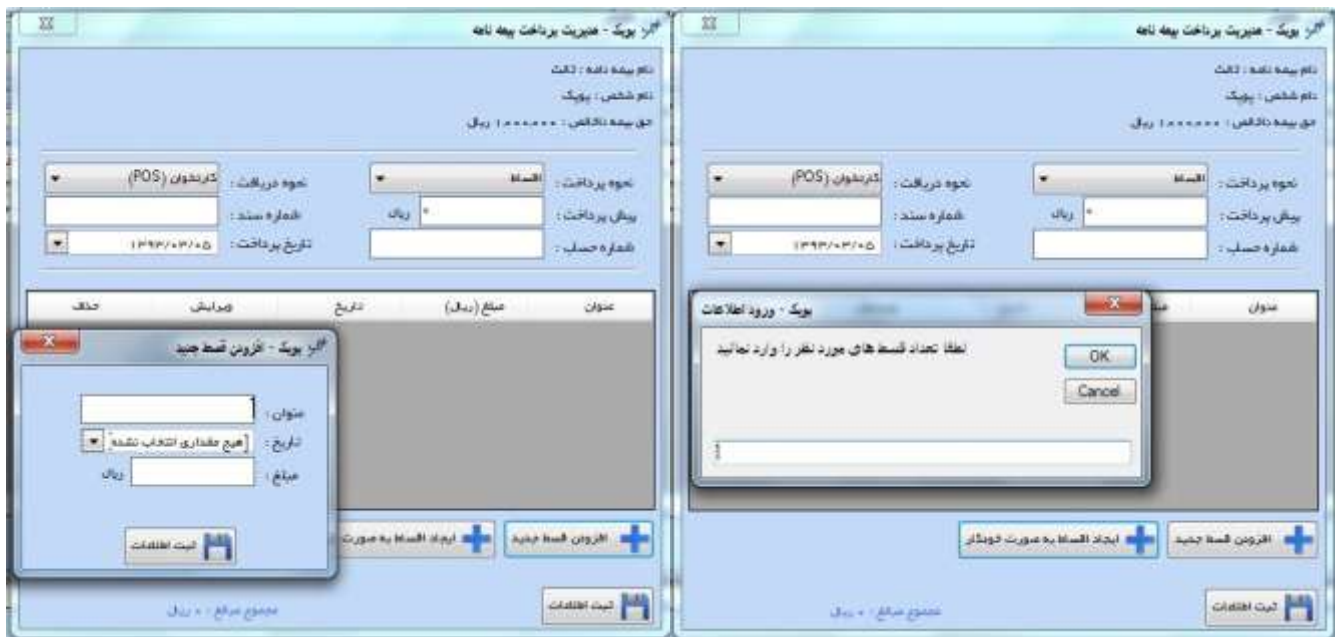 پوپک - مدیریت پرداخت بیمه نامه
نام بیمه نامه : ثالث
نام شخص : پوپک
حق بیمه ناخالص : ۱۰۰۰۰۰۰ ریال
نحوه پرداخت : اقساط
نحوه دریافت : کارتخوان (POS)
پیش پرداخت : ۰ ریال
شماره سند :
شماره حساب :
تاریخ پرداخت : ۱۳۹۳/۰۳/۰۵
عنوان
مبلغ (ریال)
تاریخ
ویرایش
حذف
پوپک - افزودن قسط جدید
عنوان :
تاریخ : [هیچ مقداری انتخاب نشده]
مبلغ : ریال
ثبت اطلاعات
افزودن قسط جدید
ایجاد اقساط به صورت
ثبت اطلاعات
مجموع مبالغ : ۰ ریال
پوپک - مدیریت پرداخت بیمه نامه
نام بیمه نامه : ثالث
نام شخص : پوپک
حق بیمه ناخالص : ۱۰۰۰۰۰۰ ریال
نحوه پرداخت : اقساط
نحوه دریافت : کارتخوان (POS)
پیش پرداخت : ۰ ریال
شماره سند :
شماره حساب :
تاریخ پرداخت : ۱۳۹۳/۰۳/۰۵
عنوان
پوپک - ورود اطلاعات
لطفا تعداد قسط های مورد نظر را وارد نمائید
OK
Cancel
افزودن قسط جدید
ایجاد اقساط به صورت خودکار
ثبت اطلاعات
مجموع مبالغ : ۰ ریال